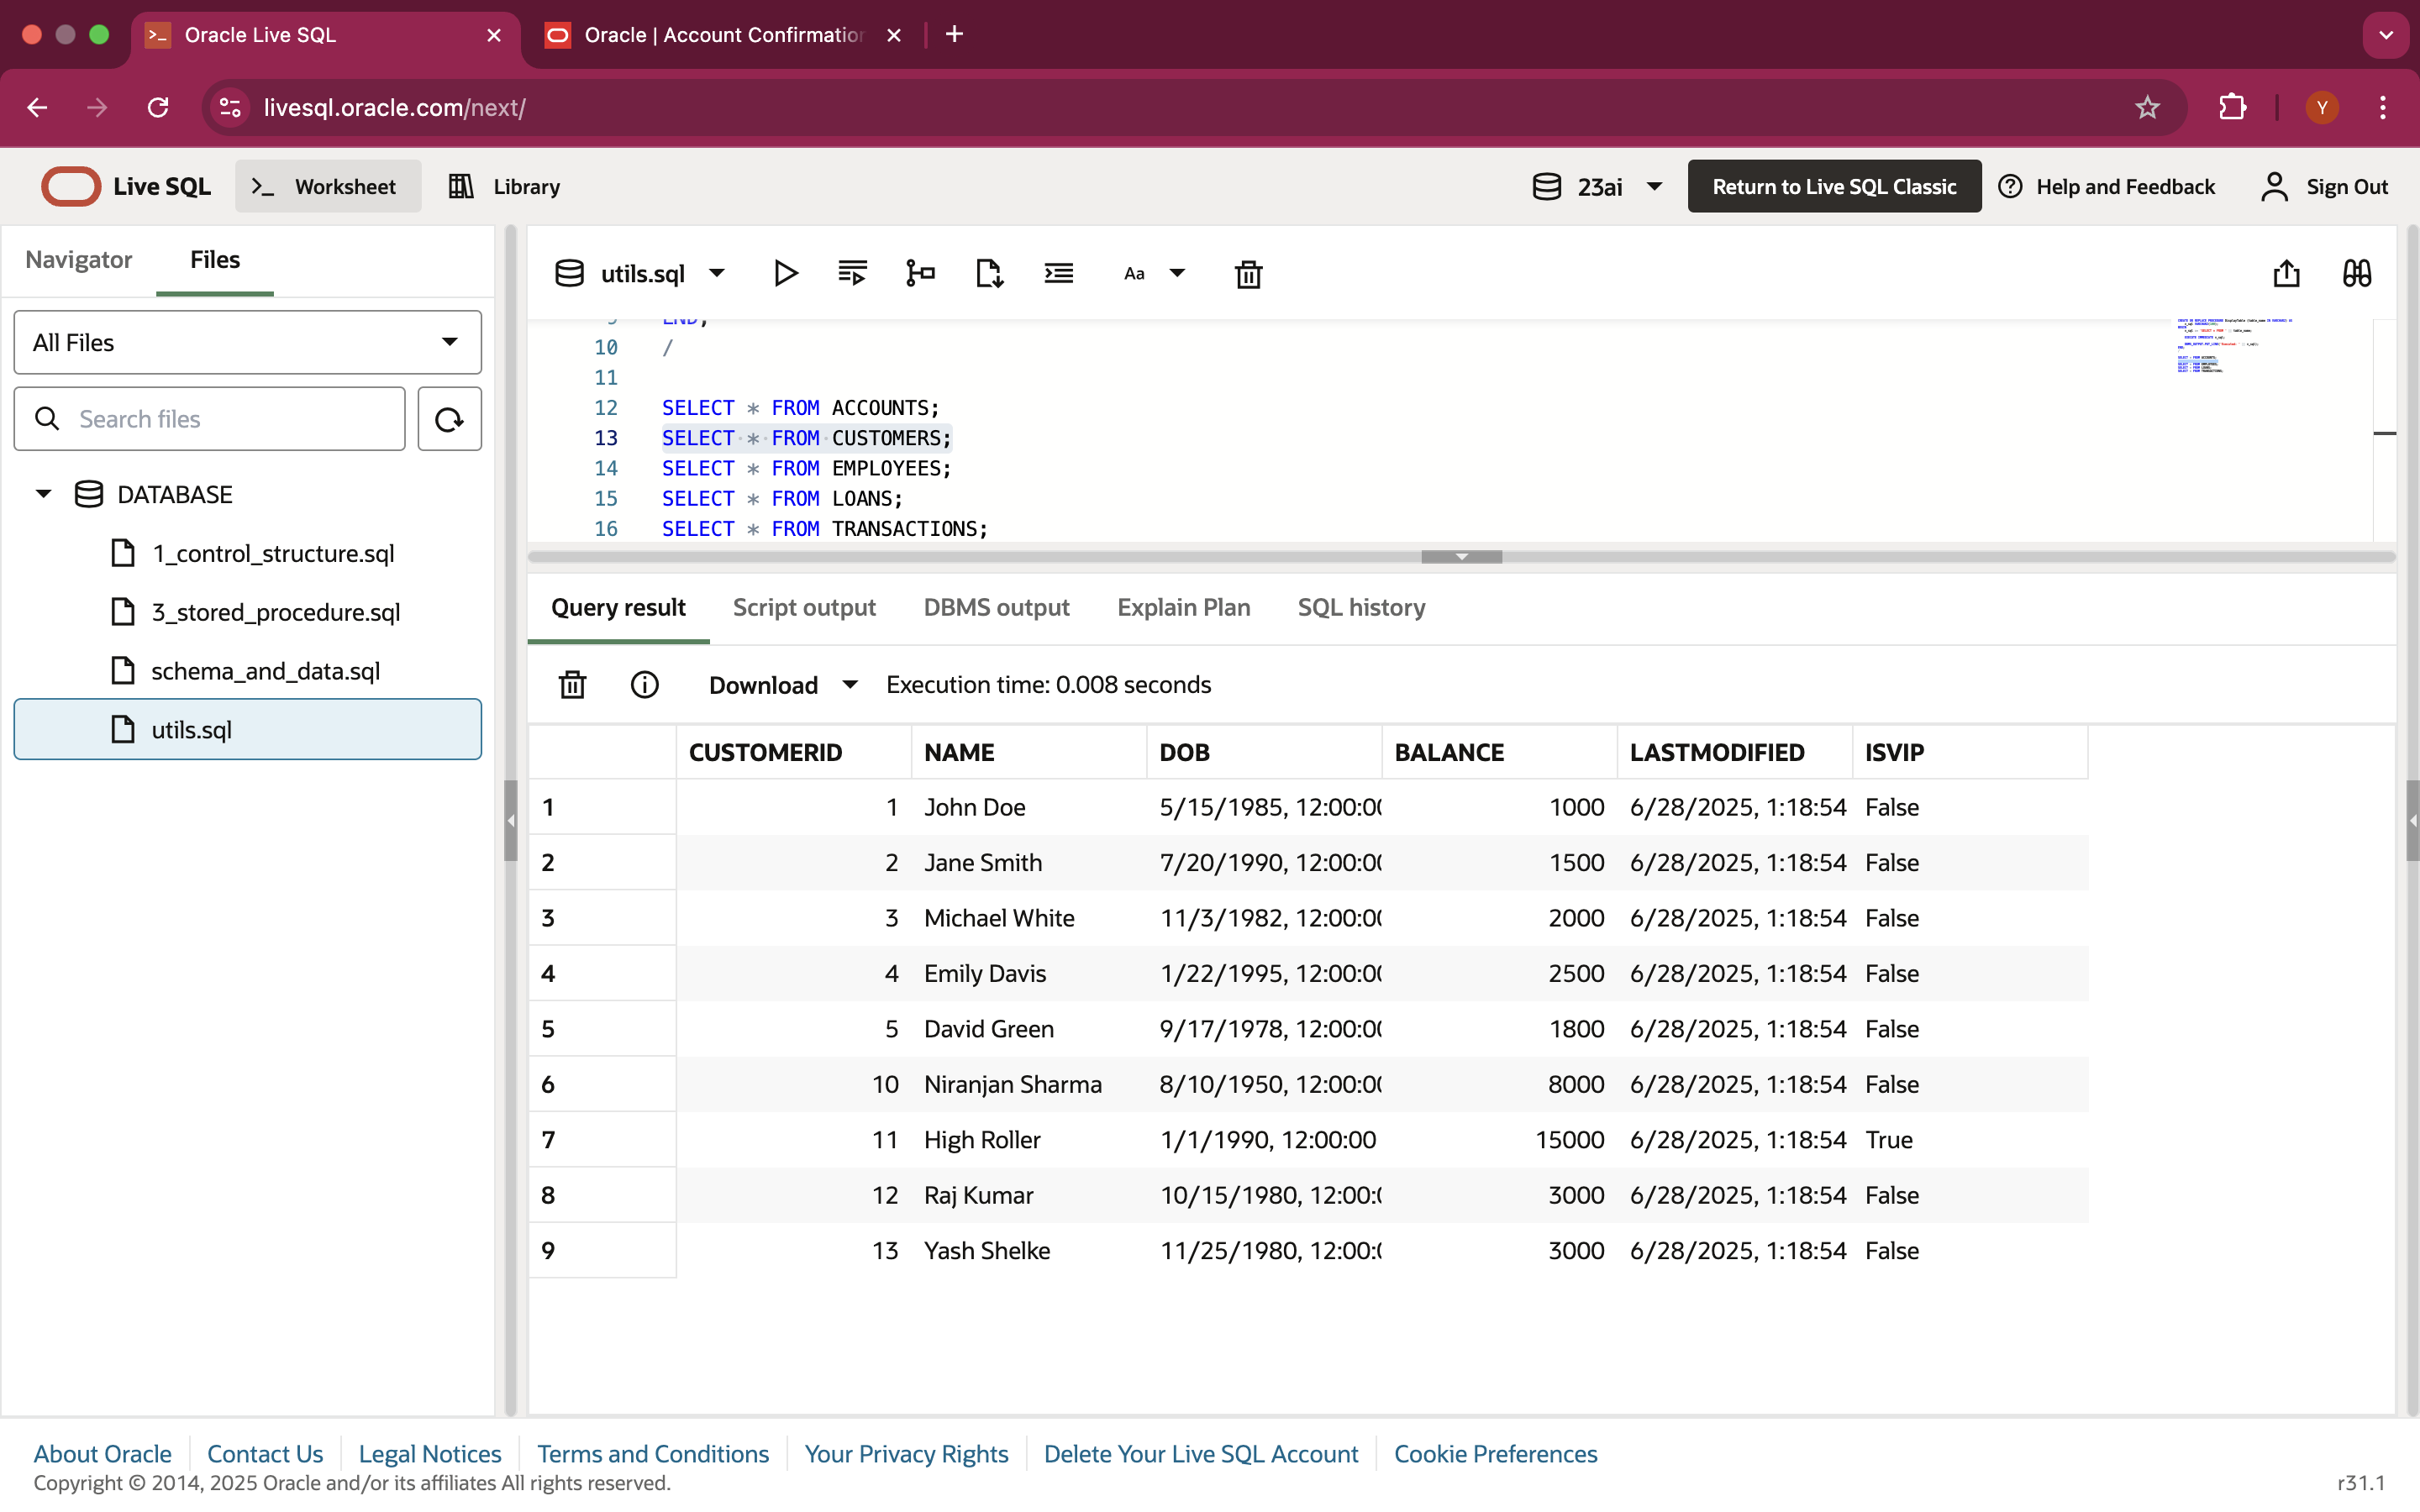 Oracle Live SQL
Oracle | Account Confirmation
livesql.oracle.com/next/
Y
Live SQL
Worksheet
Library
23ai
Return to Live SQL Classic
Help and Feedback
Sign Out
Navigator
Files
All Files
Search files
DATABASE
1_control_structure.sql
3_stored_procedure.sql
schema_and_data.sql
utils.sql
utils.sql
Aa
9 END;
10 /
11
12 SELECT * FROM ACCOUNTS;
13 SELECT * FROM CUSTOMERS;
14 SELECT * FROM EMPLOYEES;
15 SELECT * FROM LOANS;
16 SELECT * FROM TRANSACTIONS;
Query result Script output DBMS output Explain Plan SQL history
Download Execution time: 0.008 seconds
CUSTOMERID NAME DOB BALANCE LASTMODIFIED ISVIP
1 1 John Doe 5/15/1985, 12:00:00 1000 6/28/2025, 1:18:54 False
2 2 Jane Smith 7/20/1990, 12:00:00 1500 6/28/2025, 1:18:54 False
3 3 Michael White 11/3/1982, 12:00:00 2000 6/28/2025, 1:18:54 False
4 4 Emily Davis 1/22/1995, 12:00:00 2500 6/28/2025, 1:18:54 False
5 5 David Green 9/17/1978, 12:00:00 1800 6/28/2025, 1:18:54 False
6 10 Niranjan Sharma 8/10/1950, 12:00:00 8000 6/28/2025, 1:18:54 False
7 11 High Roller 1/1/1990, 12:00:00 15000 6/28/2025, 1:18:54 True
8 12 Raj Kumar 10/15/1980, 12:00:0 3000 6/28/2025, 1:18:54 False
9 13 Yash Shelke 11/25/1980, 12:00:0 3000 6/28/2025, 1:18:54 False
About Oracle Contact Us Legal Notices Terms and Conditions Your Privacy Rights Delete Your Live SQL Account Cookie Preferences
Copyright © 2014, 2025 Oracle and/or its affiliates All rights reserved.
r31.1